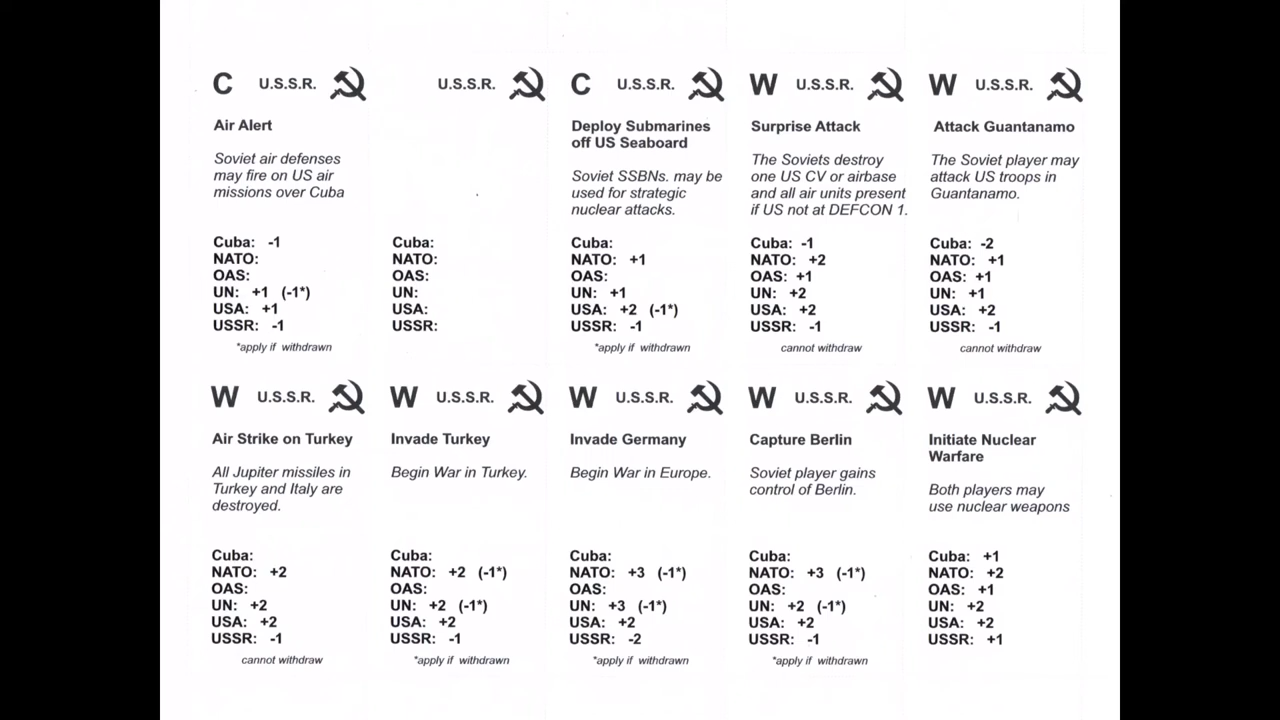 C U.S.S.R.
Air Alert
Soviet air defenses
may fire on US air
missions over Cuba
Cuba: -1
NATO:
OAS:
UN: +1 (-1*)
USA: +1
USSR: -1
*apply if withdrawn
U.S.S.R.
Cuba:
NATO:
OAS:
UN:
USA:
USSR:
C U.S.S.R.
Deploy Submarines
off US Seaboard
Soviet SSBNs. may be
used for strategic
nuclear attacks.
Cuba:
NATO: +1
OAS:
UN: +1
USA: +2 (-1*)
USSR: -1
*apply if withdrawn
W U.S.S.R.
Surprise Attack
The Soviets destroy
one US CV or airbase
and all air units present
if US not at DEFCON 1.
Cuba: -1
NATO: +2
OAS: +1
UN: +2
USA: +2
USSR: -1
cannot withdraw
W U.S.S.R.
Attack Guantanamo
The Soviet player may
attack US troops in
Guantanamo.
Cuba: -2
NATO: +1
OAS: +1
UN: +1
USA: +2
USSR: -1
cannot withdraw
W U.S.S.R.
Air Strike on Turkey
All Jupiter missiles in
Turkey and Italy are
destroyed.
Cuba:
NATO: +2
OAS:
UN: +2
USA: +2
USSR: -1
cannot withdraw
W U.S.S.R.
Invade Turkey
Begin War in Turkey.
Cuba:
NATO: +2 (-1*)
OAS:
UN: +2 (-1*)
USA: +2
USSR: -1
*apply if withdrawn
W U.S.S.R.
Invade Germany
Begin War in Europe.
Cuba:
NATO: +3 (-1*)
OAS:
UN: +3 (-1*)
USA: +2
USSR: -2
*apply if withdrawn
W U.S.S.R.
Capture Berlin
Soviet player gains
control of Berlin.
Cuba:
NATO: +3 (-1*)
OAS:
UN: +2 (-1*)
USA: +2
USSR: -1
*apply if withdrawn
W U.S.S.R.
Initiate Nuclear
Warfare
Both players may
use nuclear weapons
Cuba: +1
NATO: +2
OAS: +1
UN: +2
USA: +2
USSR: +1